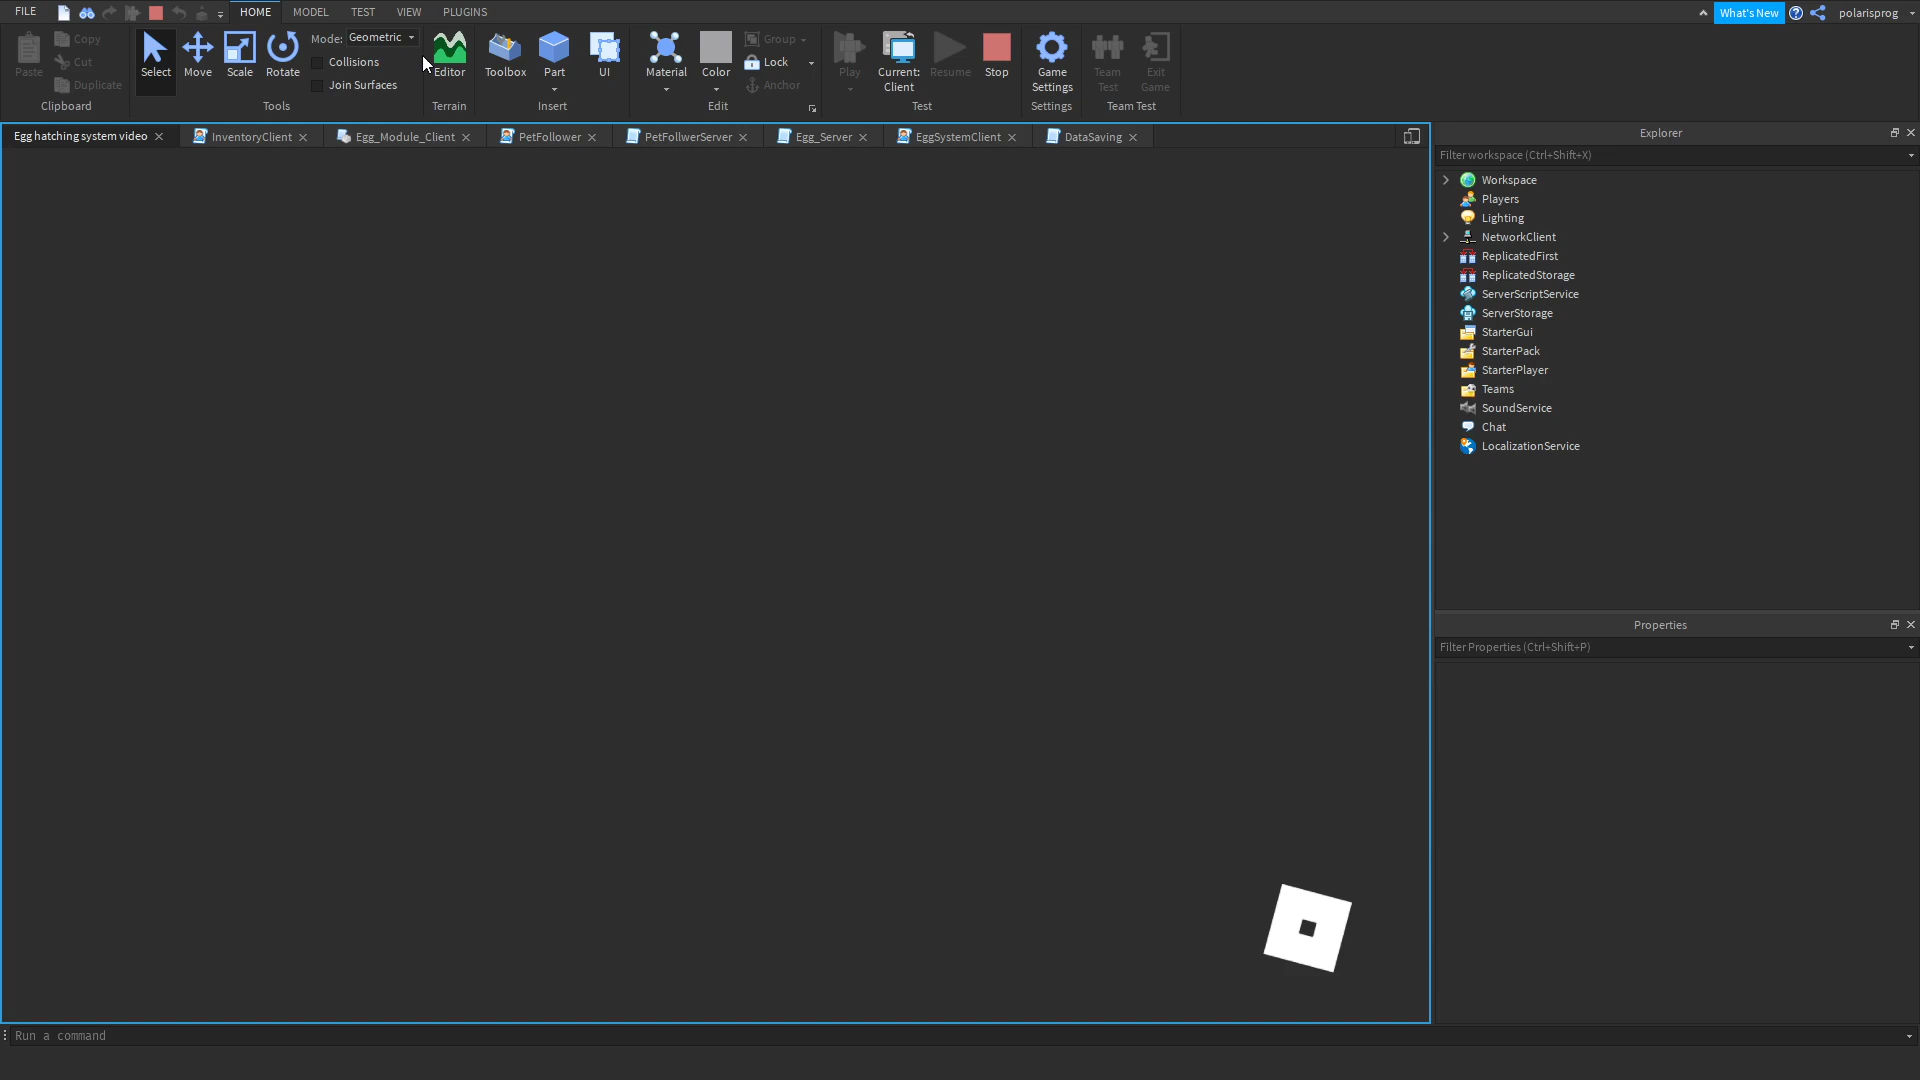 FILE HOME MODEL TEST VIEW PLUGINS What's New polarisprog
Paste Copy Cut Duplicate Clipboard
Select Move Scale Rotate Mode: Geometric Collisions Join Surfaces Tools
Editor Terrain
Toolbox Part UI Insert
Material Color Group Lock Anchor Edit
Play Current: Client Resume Stop Test
Game Settings Settings
Team Test Exit Game Team Test
Egg hatching system video InventoryClient Egg_Module_Client PetFollower PetFollwerServer Egg_Server EggSystemClient DataSaving
Explorer
Filter workspace (Ctrl+Shift+X)
Workspace
Players
Lighting
NetworkClient
ReplicatedFirst
ReplicatedStorage
ServerScriptService
ServerStorage
StarterGui
StarterPack
StarterPlayer
Teams
SoundService
Chat
LocalizationService
Properties
Filter Properties (Ctrl+Shift+P)
Run a command